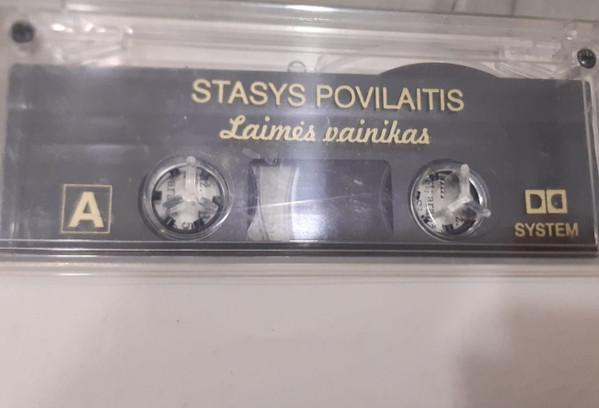 STASYS POVILAITIS
Laimės vainikas
A
SYSTEM